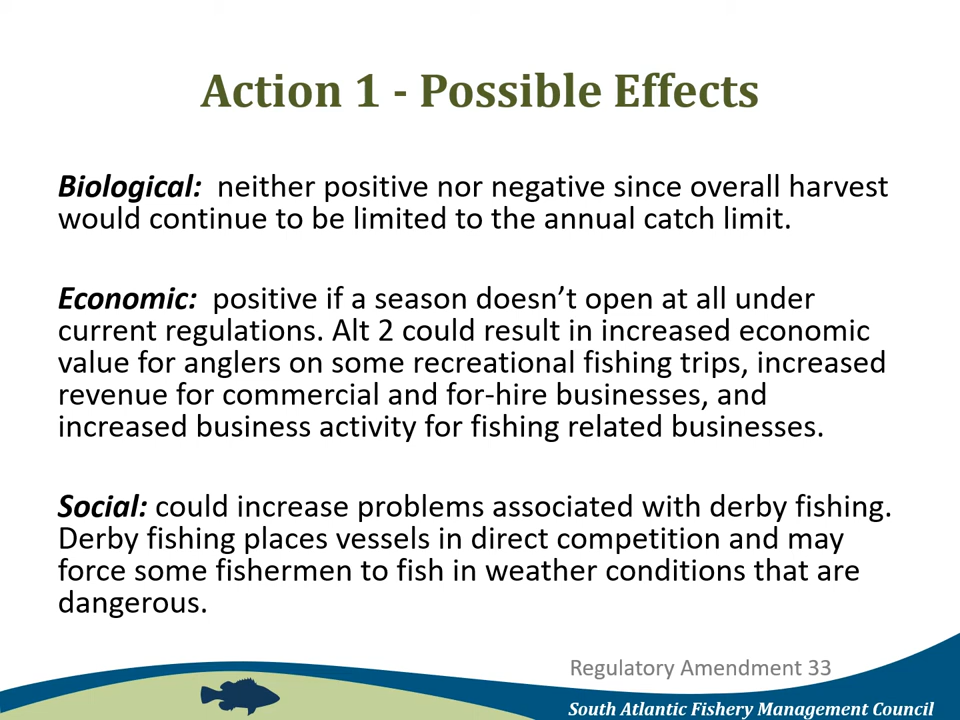 Action 1 - Possible Effects
Biological:  neither positive nor negative since overall harvest
would continue to be limited to the annual catch limit.
Economic:  positive if a season doesn’t open at all under
current regulations. Alt 2 could result in increased economic
value for anglers on some recreational fishing trips, increased
revenue for commercial and for-hire businesses, and
increased business activity for fishing related businesses.
Social: could increase problems associated with derby fishing.
Derby fishing places vessels in direct competition and may
force some fishermen to fish in weather conditions that are
dangerous.
Regulatory Amendment 33
South Atlantic Fishery Management Council